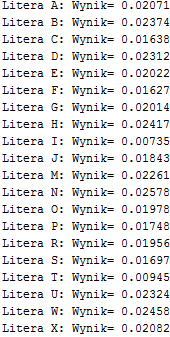 Litera A: Wynik= 0.02071
Litera B: Wynik= 0.02374
Litera C: Wynik= 0.01638
Litera D: Wynik= 0.02312
Litera E: Wynik= 0.02022
Litera F: Wynik= 0.01627
Litera G: Wynik= 0.02014
Litera H: Wynik= 0.02417
Litera I: Wynik= 0.00735
Litera J: Wynik= 0.01843
Litera M: Wynik= 0.02261
Litera N: Wynik= 0.02578
Litera O: Wynik= 0.01978
Litera P: Wynik= 0.01748
Litera R: Wynik= 0.01956
Litera S: Wynik= 0.01697
Litera T: Wynik= 0.00945
Litera U: Wynik= 0.02324
Litera W: Wynik= 0.02458
Litera X: Wynik= 0.02082